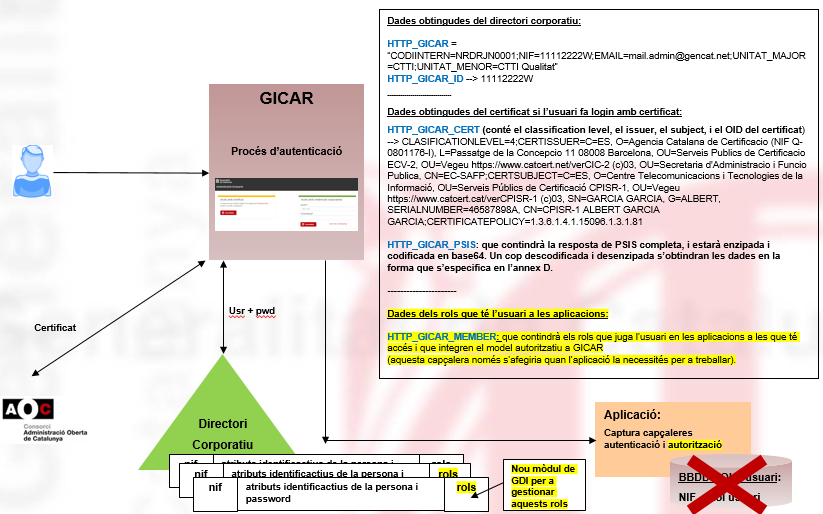 Dades obtingudes del directori corporatiu:
HTTP_GICAR =
"CODIINTERN=NRDRJN0001;NIF=11112222W;EMAIL=mail.admin@gencat.net;UNITAT_MAJOR
=CTTI;UNITAT_MENOR=CTTI Qualitat"
HTTP_GICAR_ID --> 11112222W
------------------------------
Dades obtingudes del certificat si l'usuari fa login amb certificat:
HTTP_GICAR_CERT (conté el classification level, el issuer, el subject, i el OID del certificat)
--> CLASIFICATIONLEVEL=4;CERTISSUER=C=ES, O=Agencia Catalana de Certificacio (NIF Q-
0801176-I), L=Passatge de la Concepcio 11 08008 Barcelona, OU=Serveis Publics de Certificacio
ECV-2, OU=Vegeu https://www.catcert.net/verCIC-2 (c)03, OU=Secretaria d'Administracio i Funcio
Publica, CN=EC-SAFP;CERTSUBJECT=C=ES, O=Centre Telecomunicacions i Tecnologies de la
Informació, OU=Serveis Públics de Certificació CPISR-1, OU=Vegeu
https://www.catcert.cat/verCPISR-1 (c)03, SN=GARCIA GARCIA, G=ALBERT,
SERIALNUMBER=46587898A, CN=CPISR-1 ALBERT GARCIA
GARCIA;CERTIFICATEPOLICY=1.3.6.1.4.1.15096.1.3.1.81
HTTP_GICAR_PSIS: que contindrà la resposta de PSIS completa, i estarà enzipada i
codificada en base64. Un cop descodificada i desenzipada s'obtindran les dades en la
forma que s'especifica en l'annex D.
----------------------
Dades dels rols que té l'usuari a les aplicacions:
HTTP_GICAR_MEMBER: que contindrà els rols que juga l'usuari en les aplicacions a les que té
accés i que integren el model autoritzatiu a GICAR
(aquesta capçalera només s'afegiria quan l'aplicació la necessités per a treballar).
GICAR
Procés d'autenticació
Usr + pwd
Certificat
AOC
Consorci
Administració Oberta
de Catalunya
Directori
Corporatiu
nif atributs identificactius de la persona i rols
nif atributs identificactius de la persona i rols
nif atributs identificactius de la persona i rols
password
Nou mòdul de
GDI per a
gestionar
aquests rols
Aplicació:
Captura capçaleres
autenticació i autorització
BBDD usuari:
NIF rol usuari